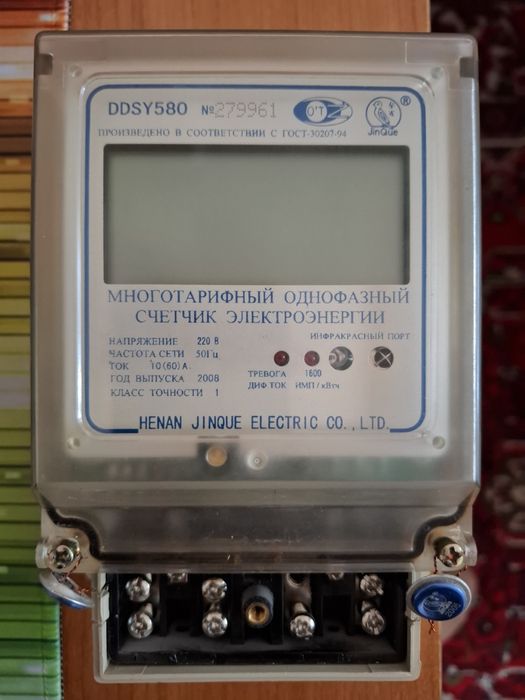 DDSY580 №279961 O'T ®
JinQue
ПРОИЗВЕДЕНО В СООТВЕТСТВИИ С ГОСТ-30207-94
МНОГОТАРИФНЫЙ ОДНОФАЗНЫЙ
СЧЕТЧИК ЭЛЕКТРОЭНЕРГИИ
ИНФРАКРАСНЫЙ ПОРТ
НАПРЯЖЕНИЕ 220 В
ЧАСТОТА СЕТИ 50Гц
ТОК 10(60)А.
ГОД ВЫПУСКА 2008
КЛАСС ТОЧНОСТИ 1
ТРЕВОГА 1600
ДИФ ТОК ИМП/кВтч
HENAN JINQUE ELECTRIC CO.,LTD.